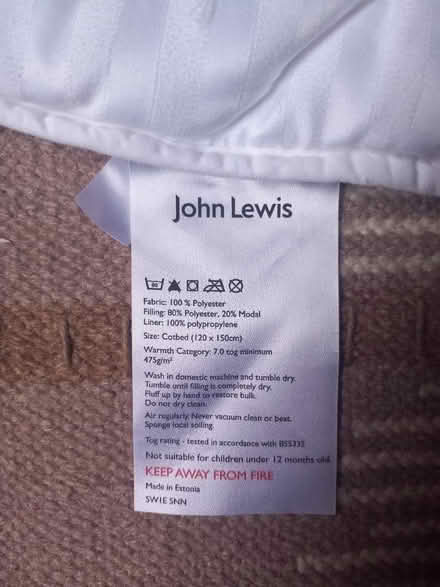 John Lewis
Fabric: 100 % Polyester
Filling: 80% Polyester, 20% Modal
Liner: 100% polypropylene
Size: Cotbed (120 x 150cm)
Warmth Category: 7.0 tog minimum
475g/m²
Wash in domestic machine and tumble dry.
Tumble until filling is completely dry.
Fluff up by hand to restore bulk.
Do not dry clean.
Air regularly. Never vacuum clean or beat.
Sponge local soiling.
Tog rating - tested in accordance with BS5335
Not suitable for children under 12 months old.
KEEP AWAY FROM FIRE
Made in Estonia
SW1E 5NN